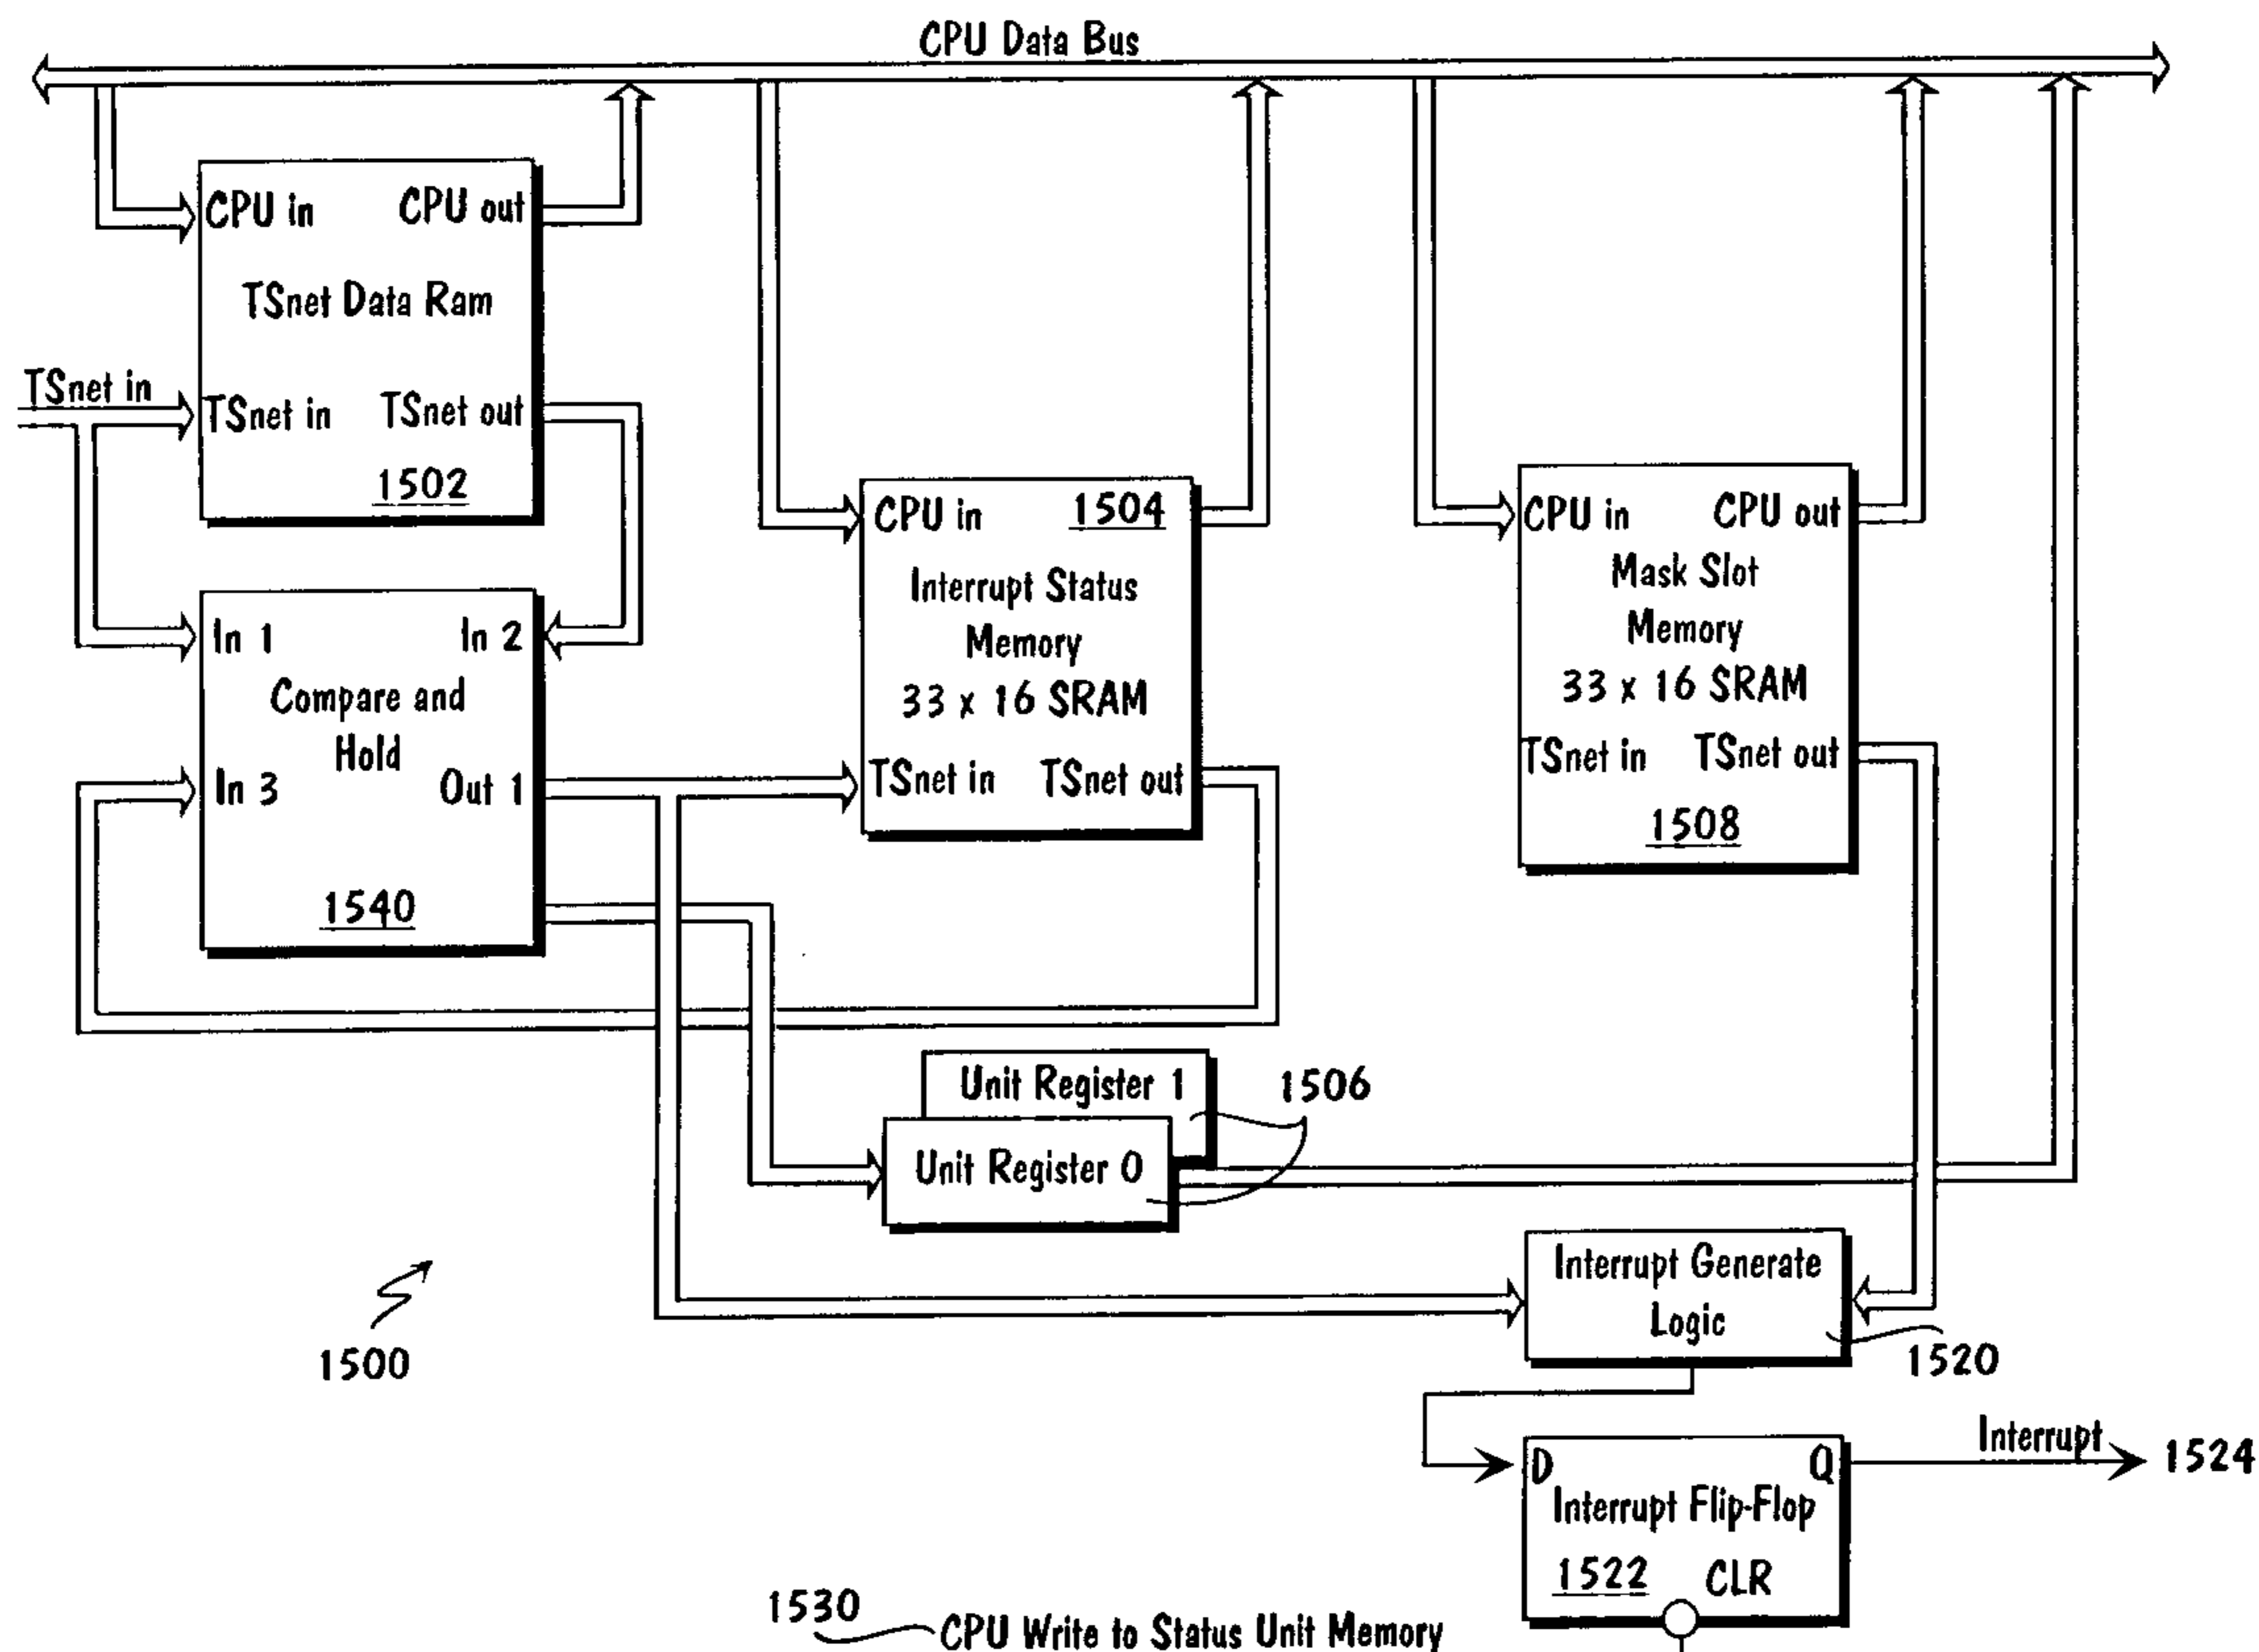 CPU Data Bus
CPU in CPU out
TSnet Data Ram
TSnet in
TSnet in TSnet out
1502
In 1 In 2
Compare and
Hold
In 3 Out 1
1540
CPU in 1504
Interrupt Status
Memory
33 x 16 SRAM
TSnet in TSnet out
CPU in CPU out
Mask Slot
Memory
33 x 16 SRAM
TSnet in TSnet out
1508
Unit Register 1
1506
Unit Register 0
Interrupt Generate
Logic
1520
1500
D Q
Interrupt
1524
Interrupt Flip-Flop
1522 CLR
1530
CPU Write to Status Unit Memory